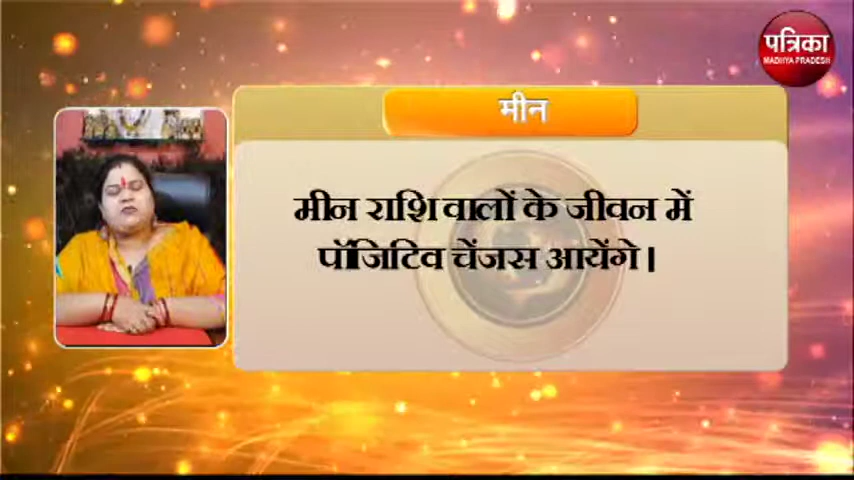 पत्रिका
MADHYA PRADESH
मीन
मीन राशि वालों के जीवन में
पॉजिटिव चेंजस आयेंगे।